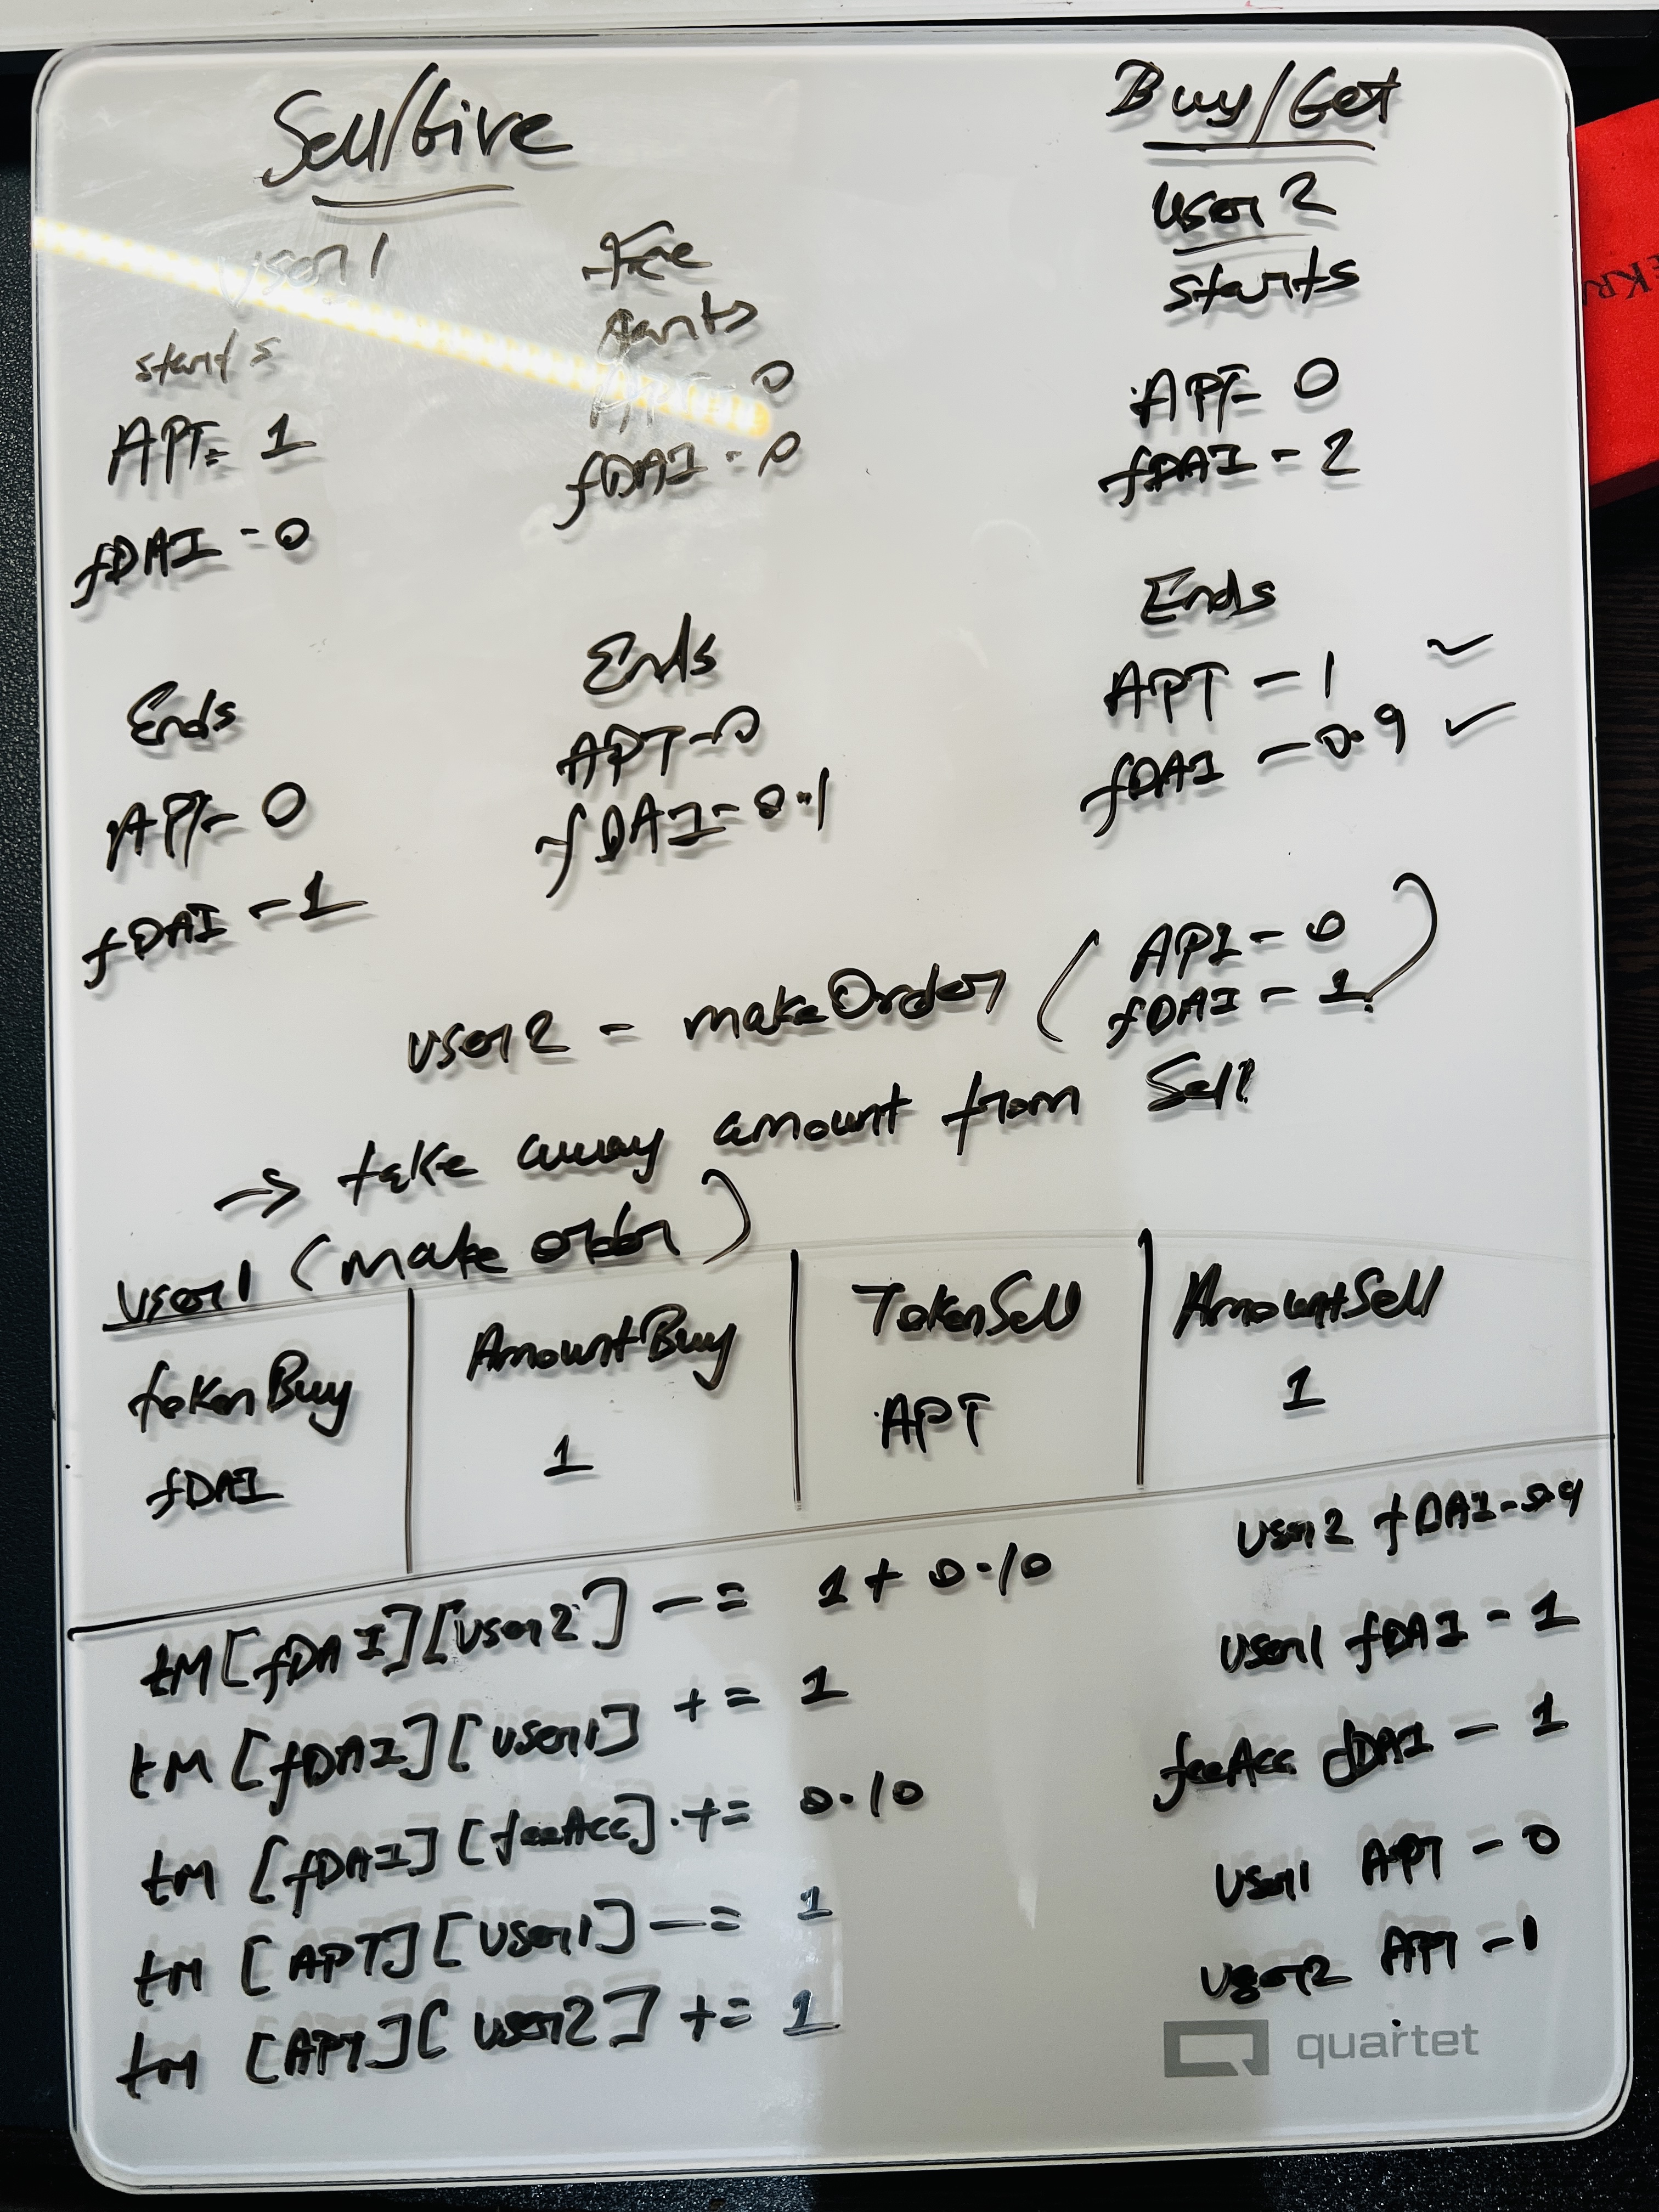 Sell/Give
user1
starts
APT= 1
fDAI - 0
Ends
APT- 0
fDAI - 1
Fee
starts
0
fDAI - 0
Ends
APT-0
fDAI- 0.1
Buy/Get
user2
starts
APT- 0
fDAI - 2
Ends
APT - 1 ~
fDAI - 0.9 ✓
user2 - makeOrder (
APT - 0
fDAI - 1 )
→ take away amount from Sell
user1 (make order)
tokenBuy | AmountBuy | TokenSell | AmountSell
fDAI | 1 | APT | 1
tM[fDAI][user2] -= 1 + 0.10
tM [fDAI][user1] += 1
tM [fDAI][feeAcc] += 0.10
tM [APT][user1] -= 1
tM [APT][user2] += 1
user2 fDAI - 0.9
user1 fDAI - 1
feeAcc fDAI - 1
user1 APT - 0
user2 APT - 1
quartet